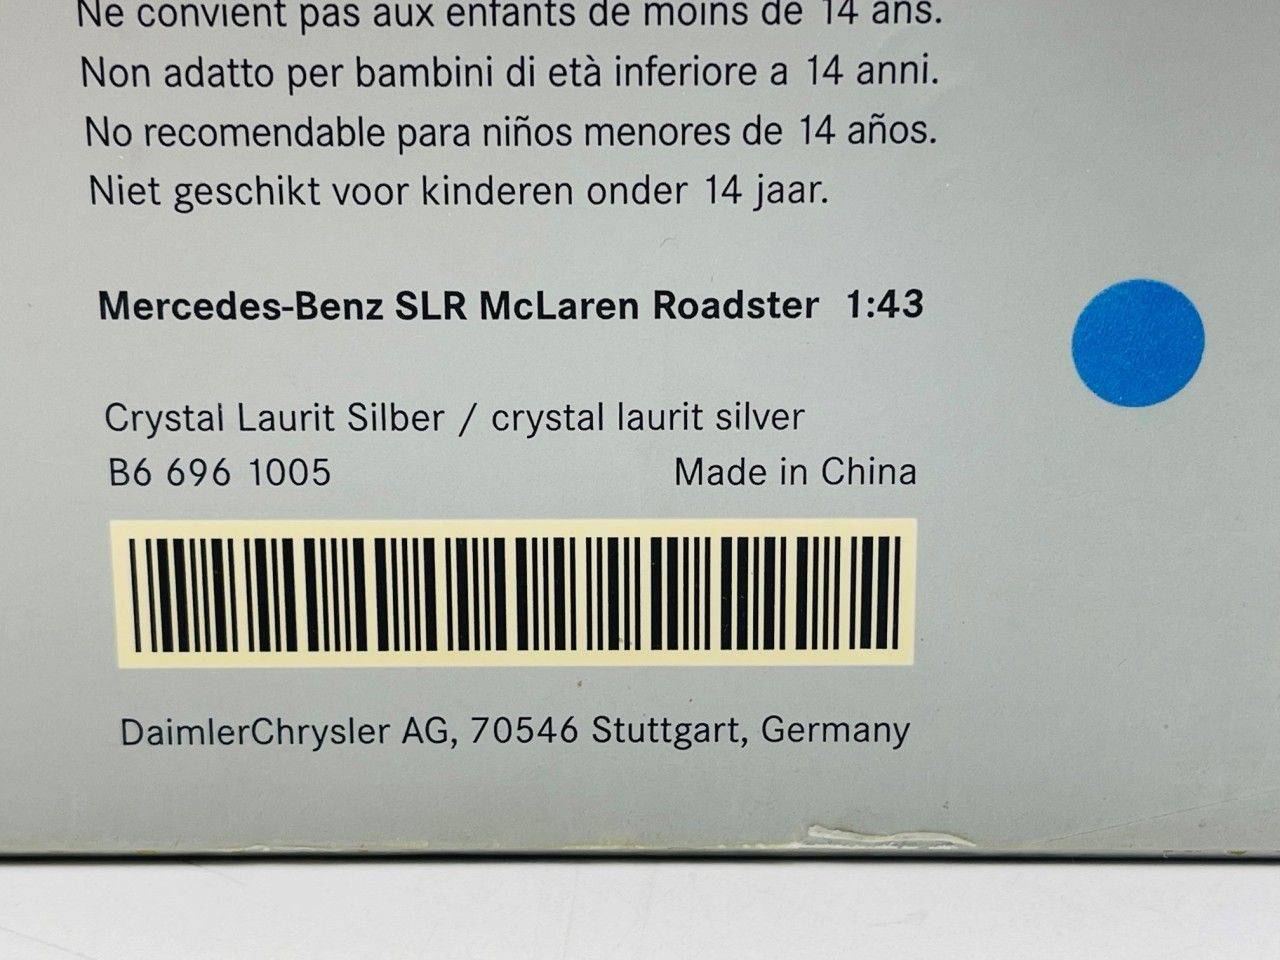 Ne convient pas aux enfants de moins de 14 ans.
Non adatto per bambini di età inferiore a 14 anni.
No recomendable para niños menores de 14 años.
Niet geschikt voor kinderen onder 14 jaar.
Mercedes-Benz SLR McLaren Roadster 1:43
Crystal Laurit Silber / crystal laurit silver
B6 696 1005 Made in China
DaimlerChrysler AG, 70546 Stuttgart, Germany